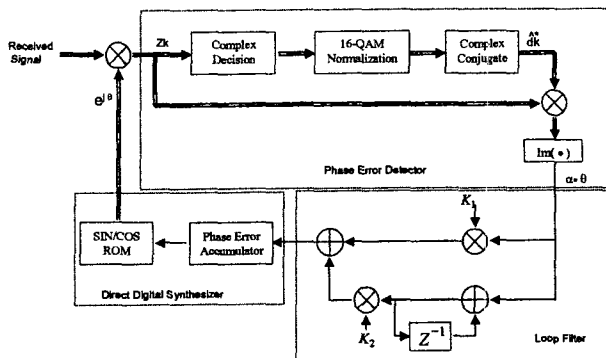 Received
Signal
Zk
Complex
Decision
16-QAM
Normalization
Complex
Conjugate
d̂*k
e^jθ
Im( • )
Phase Error Detector
α∘ θ
K₁
SIN/COS
ROM
Phase Error
Accumulator
Direct Digital Synthesizer
K₂
Z⁻¹
Loop Filter